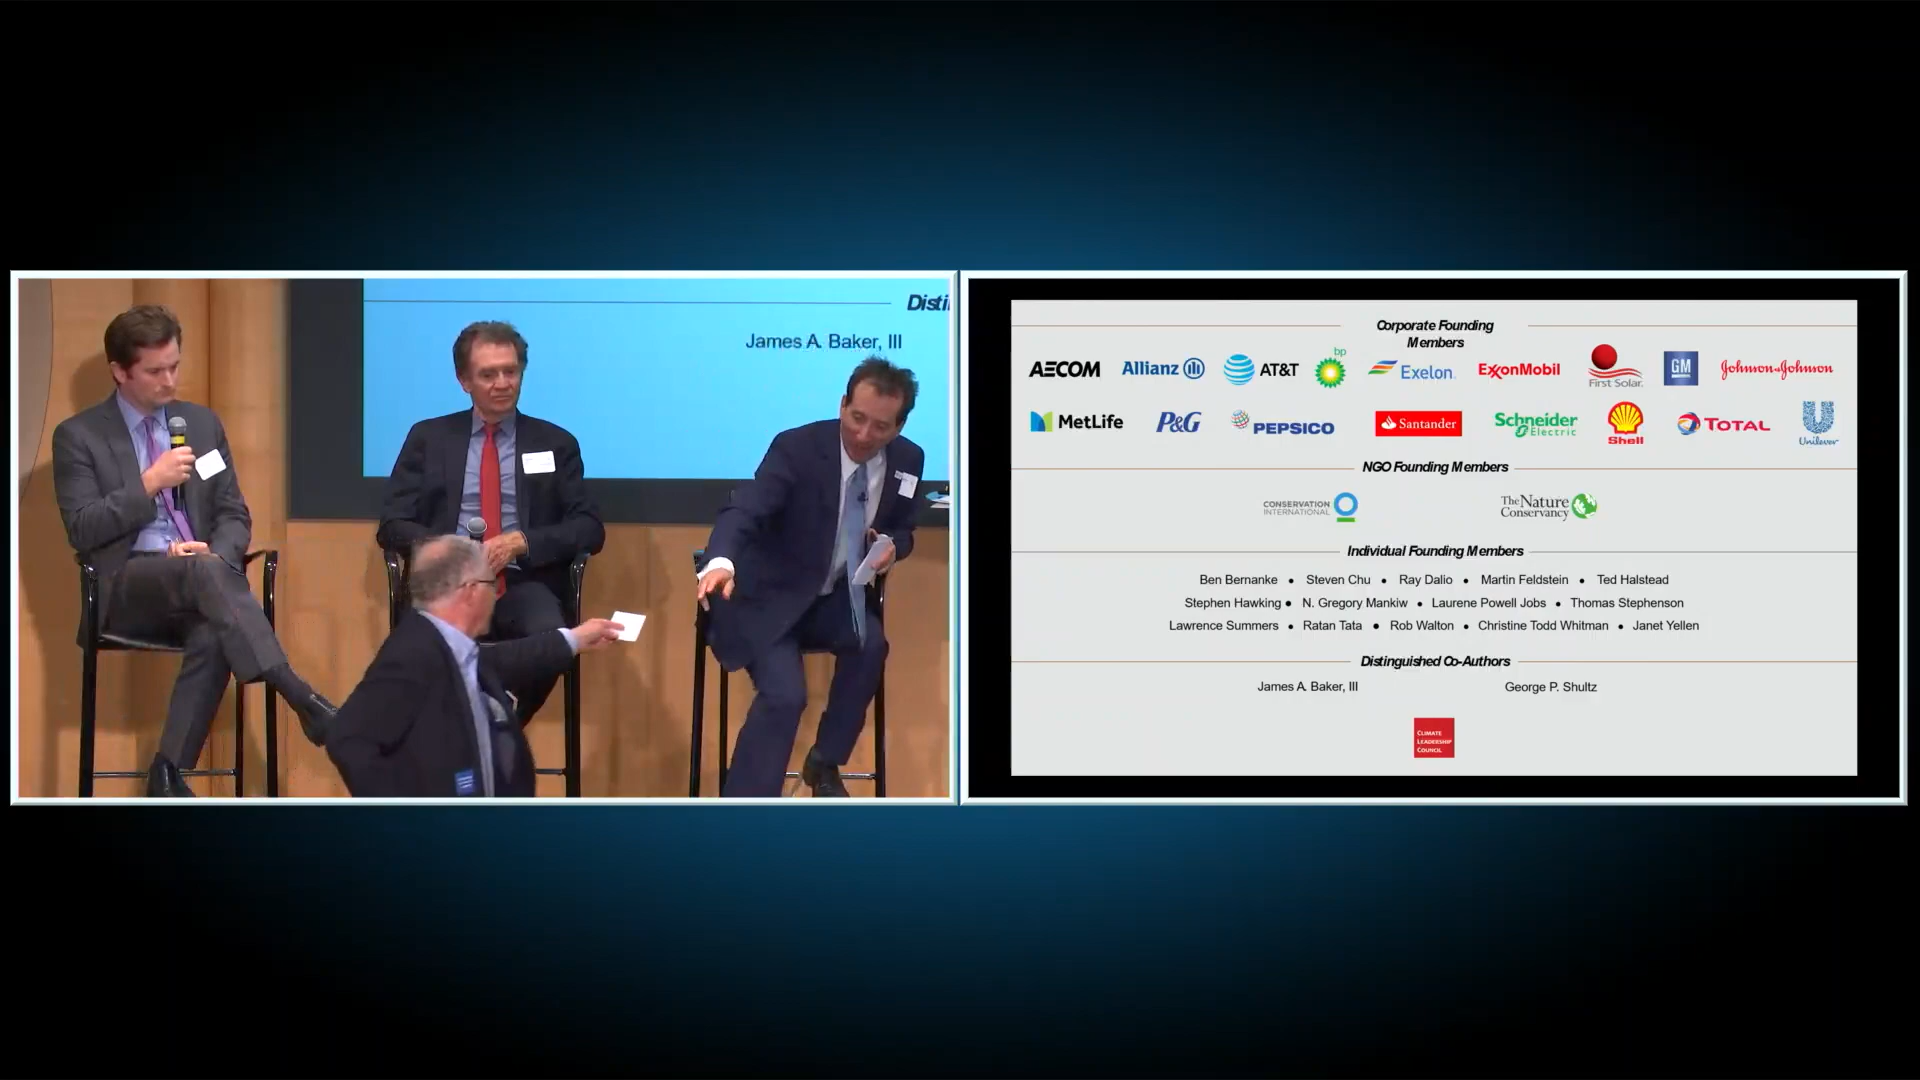 Disti
James A. Baker, III
Corporate Founding
Members
AECOM Allianz AT&T bp Exelon. ExxonMobil First Solar. GM Johnson & Johnson
MetLife P&G PEPSICO Santander Schneider Electric Shell TOTAL Unilever
NGO Founding Members
CONSERVATION INTERNATIONAL The Nature Conservancy
Individual Founding Members
Ben Bernanke • Steven Chu • Ray Dalio • Martin Feldstein • Ted Halstead
Stephen Hawking • N. Gregory Mankiw • Laurene Powell Jobs • Thomas Stephenson
Lawrence Summers • Ratan Tata • Rob Walton • Christine Todd Whitman • Janet Yellen
Distinguished Co-Authors
James A. Baker, III George P. Shultz
CLIMATE
LEADERSHIP
COUNCIL